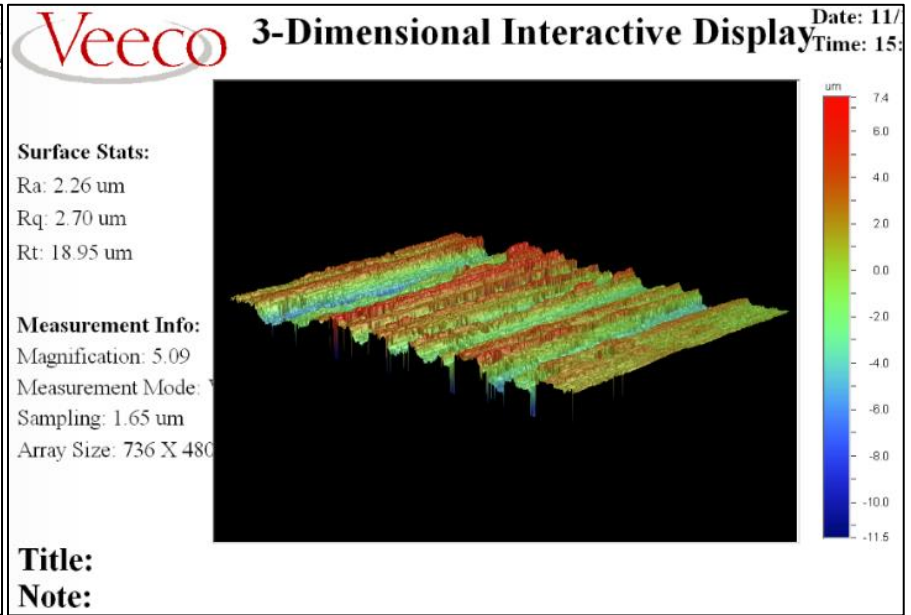 Veeco
3-Dimensional Interactive Display
Date: 11/
Time: 15:
Surface Stats:
Ra: 2.26 um
Rq: 2.70 um
Rt: 18.95 um
Measurement Info:
Magnification: 5.09
Measurement Mode:
Sampling: 1.65 um
Array Size: 736 X 480
um
7.4
6.0
4.0
2.0
0.0
-2.0
-4.0
-6.0
-8.0
-10.0
-11.5
Title:
Note: